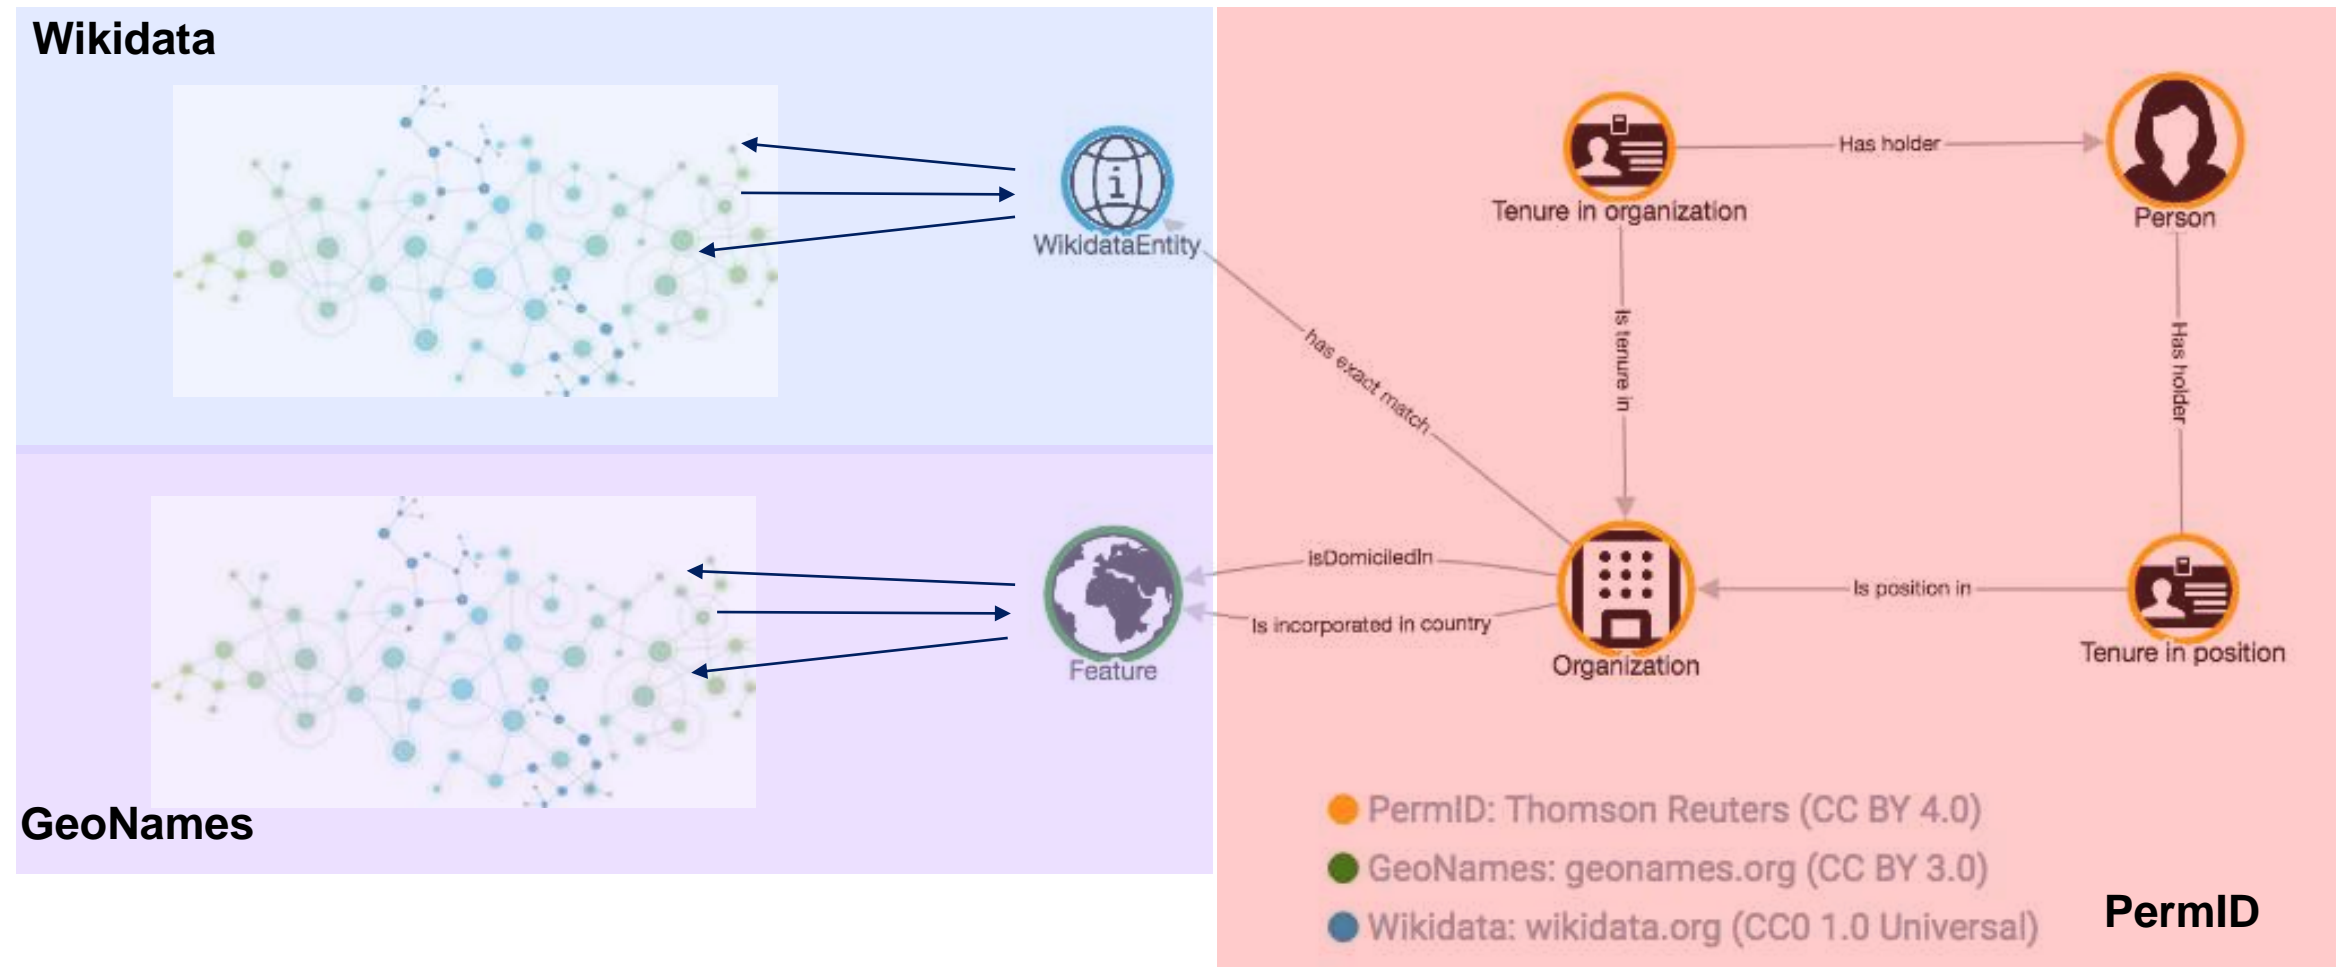 Wikidata
WikidataEntity
Has holder
Tenure in organization
Person
Is tenure in
Has holder
has exact match
isDomiciledIn
Is incorporated in country
Is position in
Feature
Organization
Tenure in position
GeoNames
PermID: Thomson Reuters (CC BY 4.0)
GeoNames: geonames.org (CC BY 3.0)
Wikidata: wikidata.org (CC0 1.0 Universal)
PermID